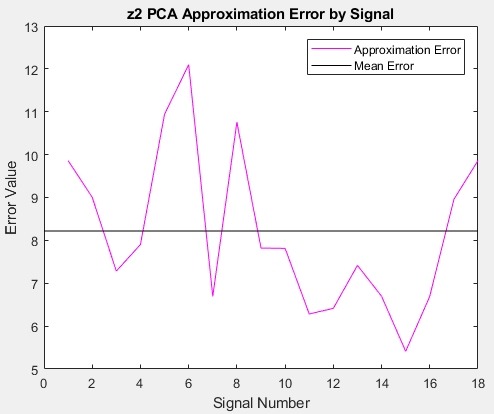 z2 PCA Approximation Error by Signal
Approximation Error
Mean Error
Error Value
13
12
11
10
9
8
7
6
5
0 2 4 6 8 10 12 14 16 18
Signal Number